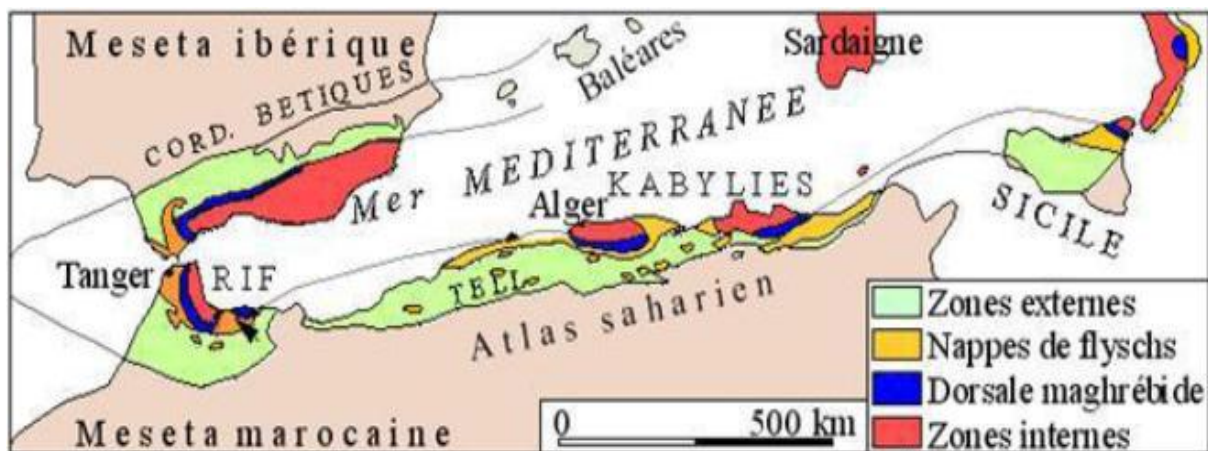 Meseta ibérique
CORD. BETIQUES
Baléares
Sardaigne
Mer MEDITERRANEE
KABYLIES
Alger
SICILE
Tanger
RIF
TELL
Atlas saharien
Meseta marocaine
0 500 km
Zones externes
Nappes de flyschs
Dorsale maghrébide
Zones internes